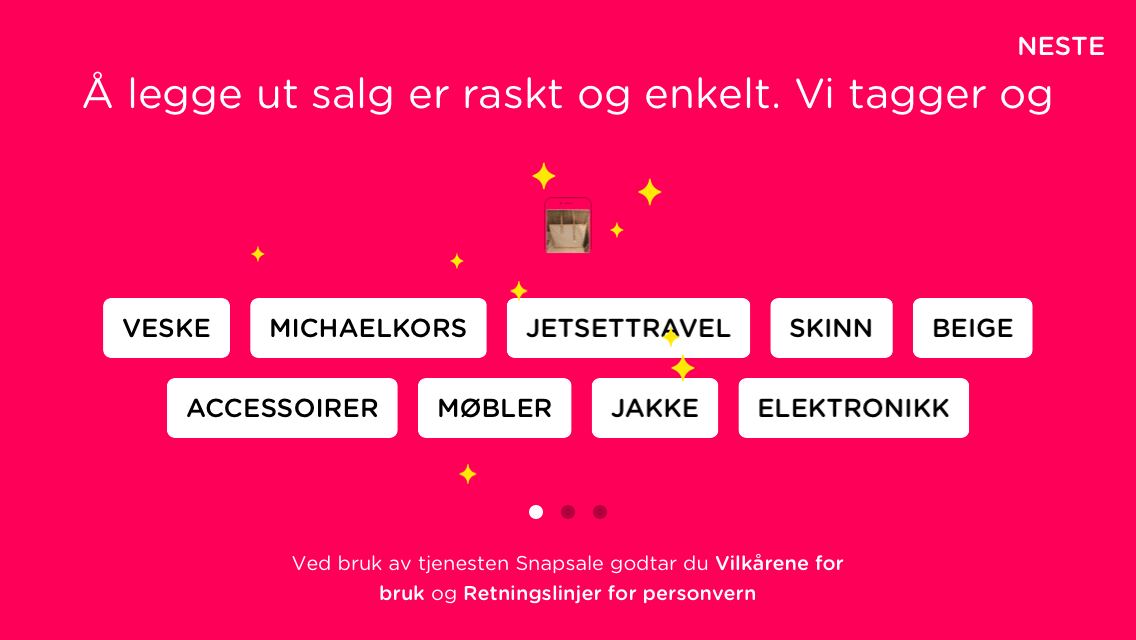 NESTE
Å legge ut salg er raskt og enkelt. Vi tagger og
VESKE MICHAELKORS JETSETTRAVEL SKINN BEIGE
ACCESSOIRER MØBLER JAKKE ELEKTRONIKK
Ved bruk av tjenesten Snapsale godtar du Vilkårene for
bruk og Retningslinjer for personvern